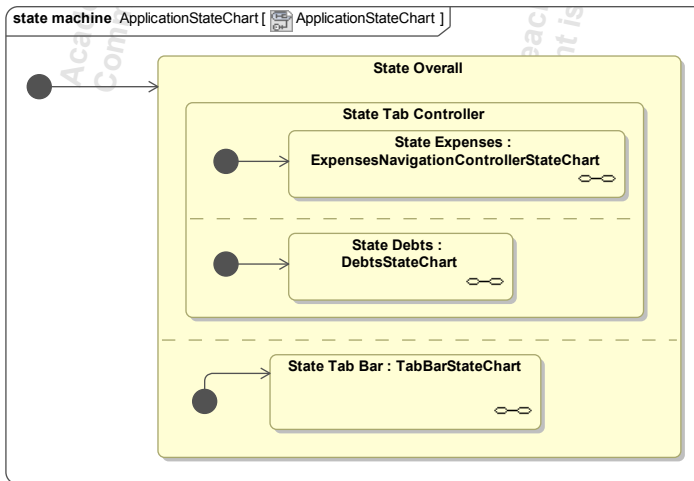 state machine ApplicationStateChart [ ApplicationStateChart ]
State Overall
State Tab Controller
State Expenses :
ExpensesNavigationControllerStateChart
State Debts :
DebtsStateChart
State Tab Bar : TabBarStateChart